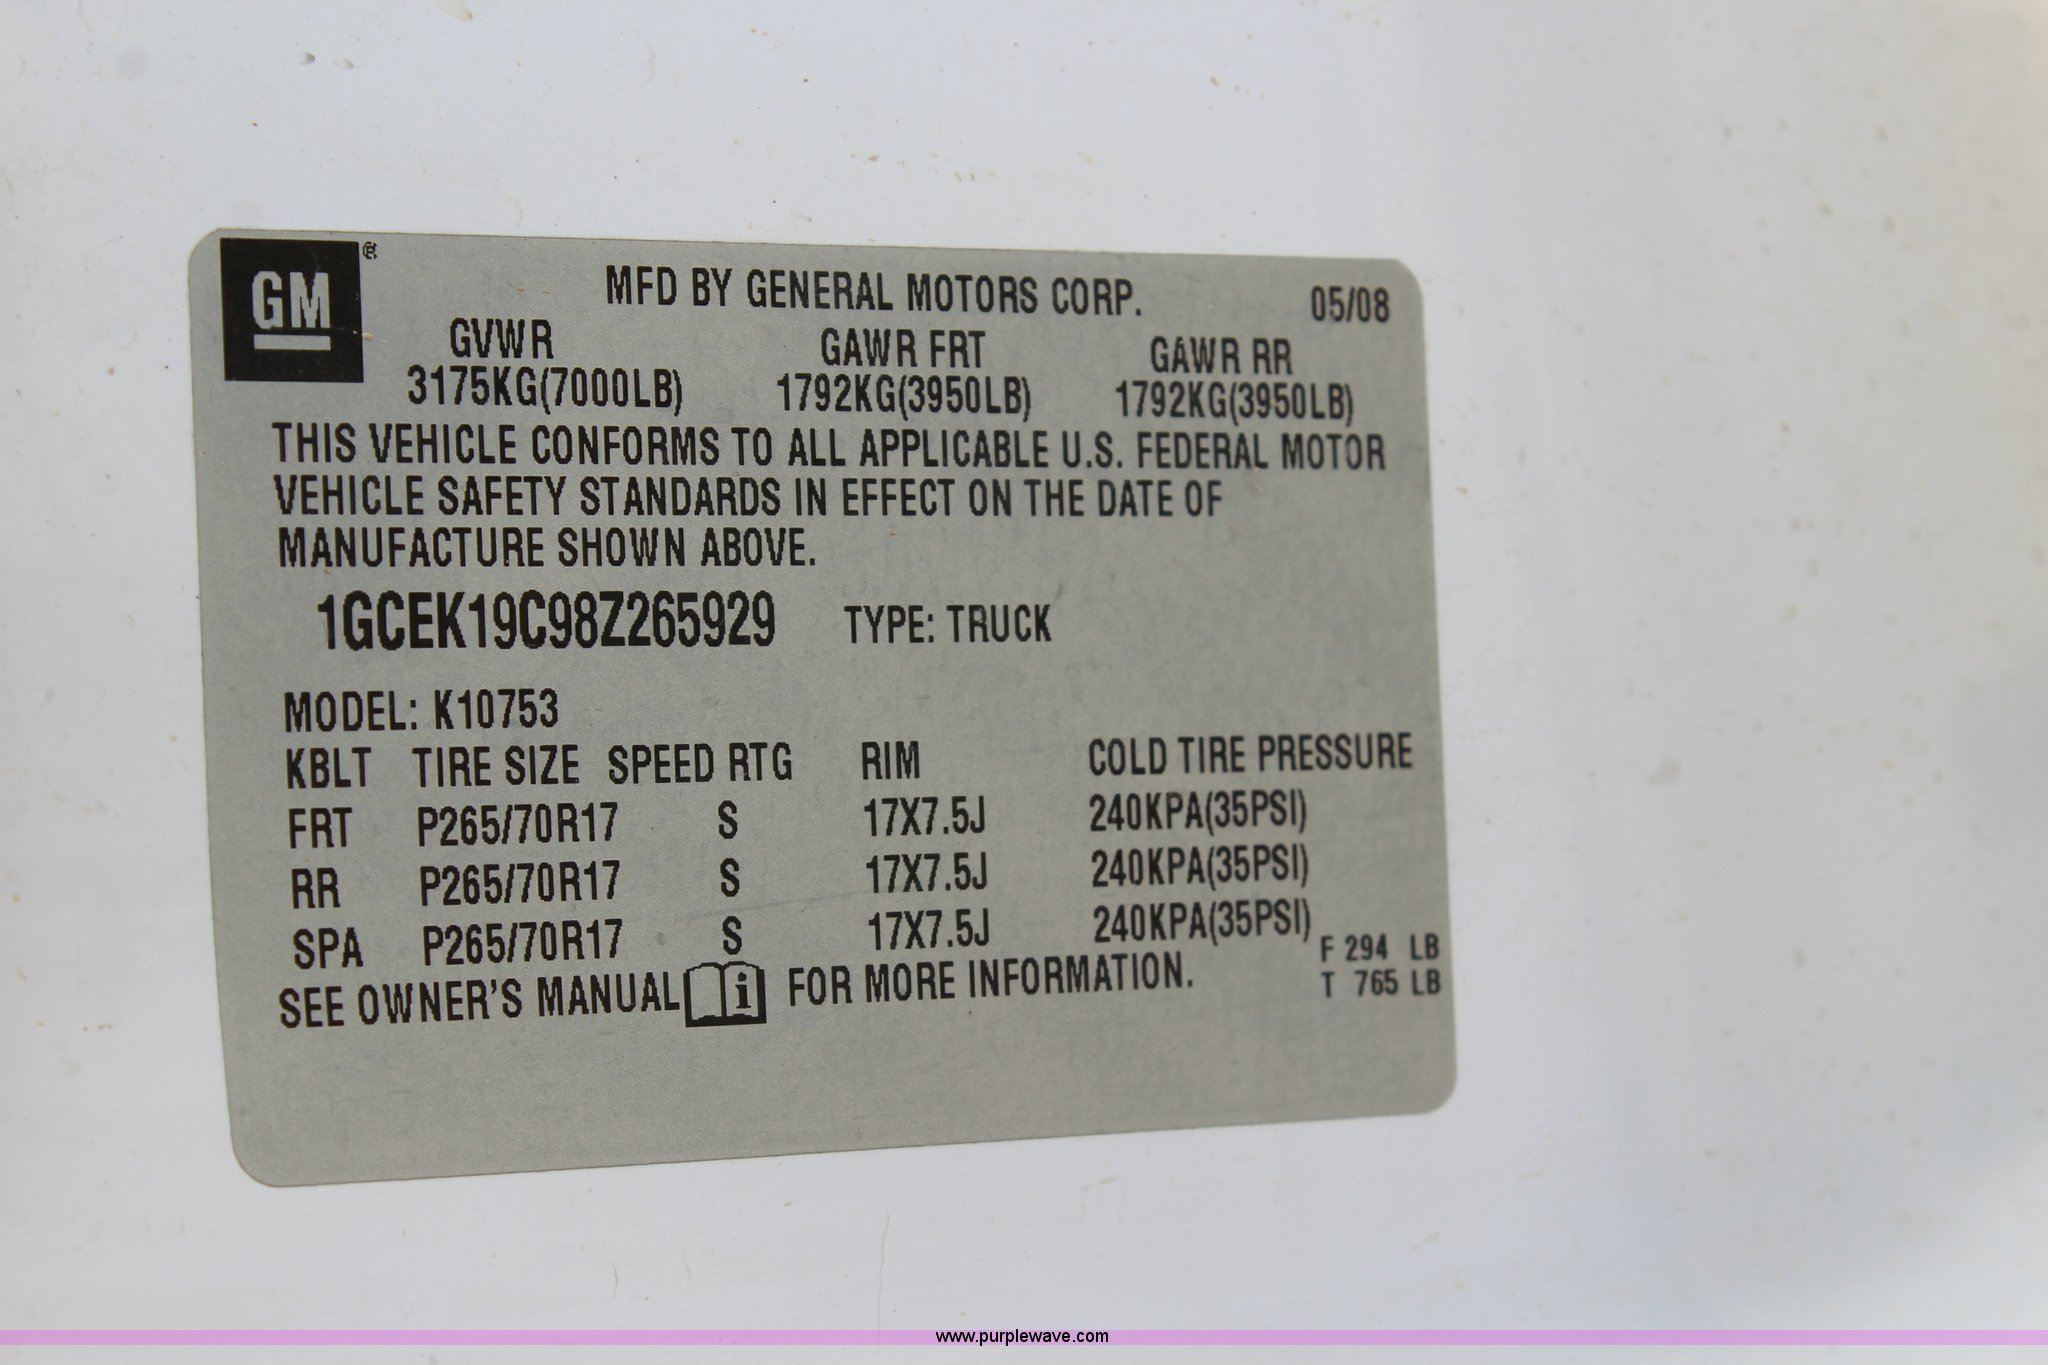 GM ®
MFD BY GENERAL MOTORS CORP. 05/08
GVWR GAWR FRT GAWR RR
3175KG(7000LB) 1792KG(3950LB) 1792KG(3950LB)
THIS VEHICLE CONFORMS TO ALL APPLICABLE U.S. FEDERAL MOTOR
VEHICLE SAFETY STANDARDS IN EFFECT ON THE DATE OF
MANUFACTURE SHOWN ABOVE.
1GCEK19C98Z265929 TYPE: TRUCK
MODEL: K10753
KBLT TIRE SIZE SPEED RTG RIM COLD TIRE PRESSURE
FRT P265/70R17 S 17X7.5J 240KPA(35PSI)
RR P265/70R17 S 17X7.5J 240KPA(35PSI)
SPA P265/70R17 S 17X7.5J 240KPA(35PSI)
F 294 LB
SEE OWNER'S MANUAL i FOR MORE INFORMATION. T 765 LB
www.purplewave.com